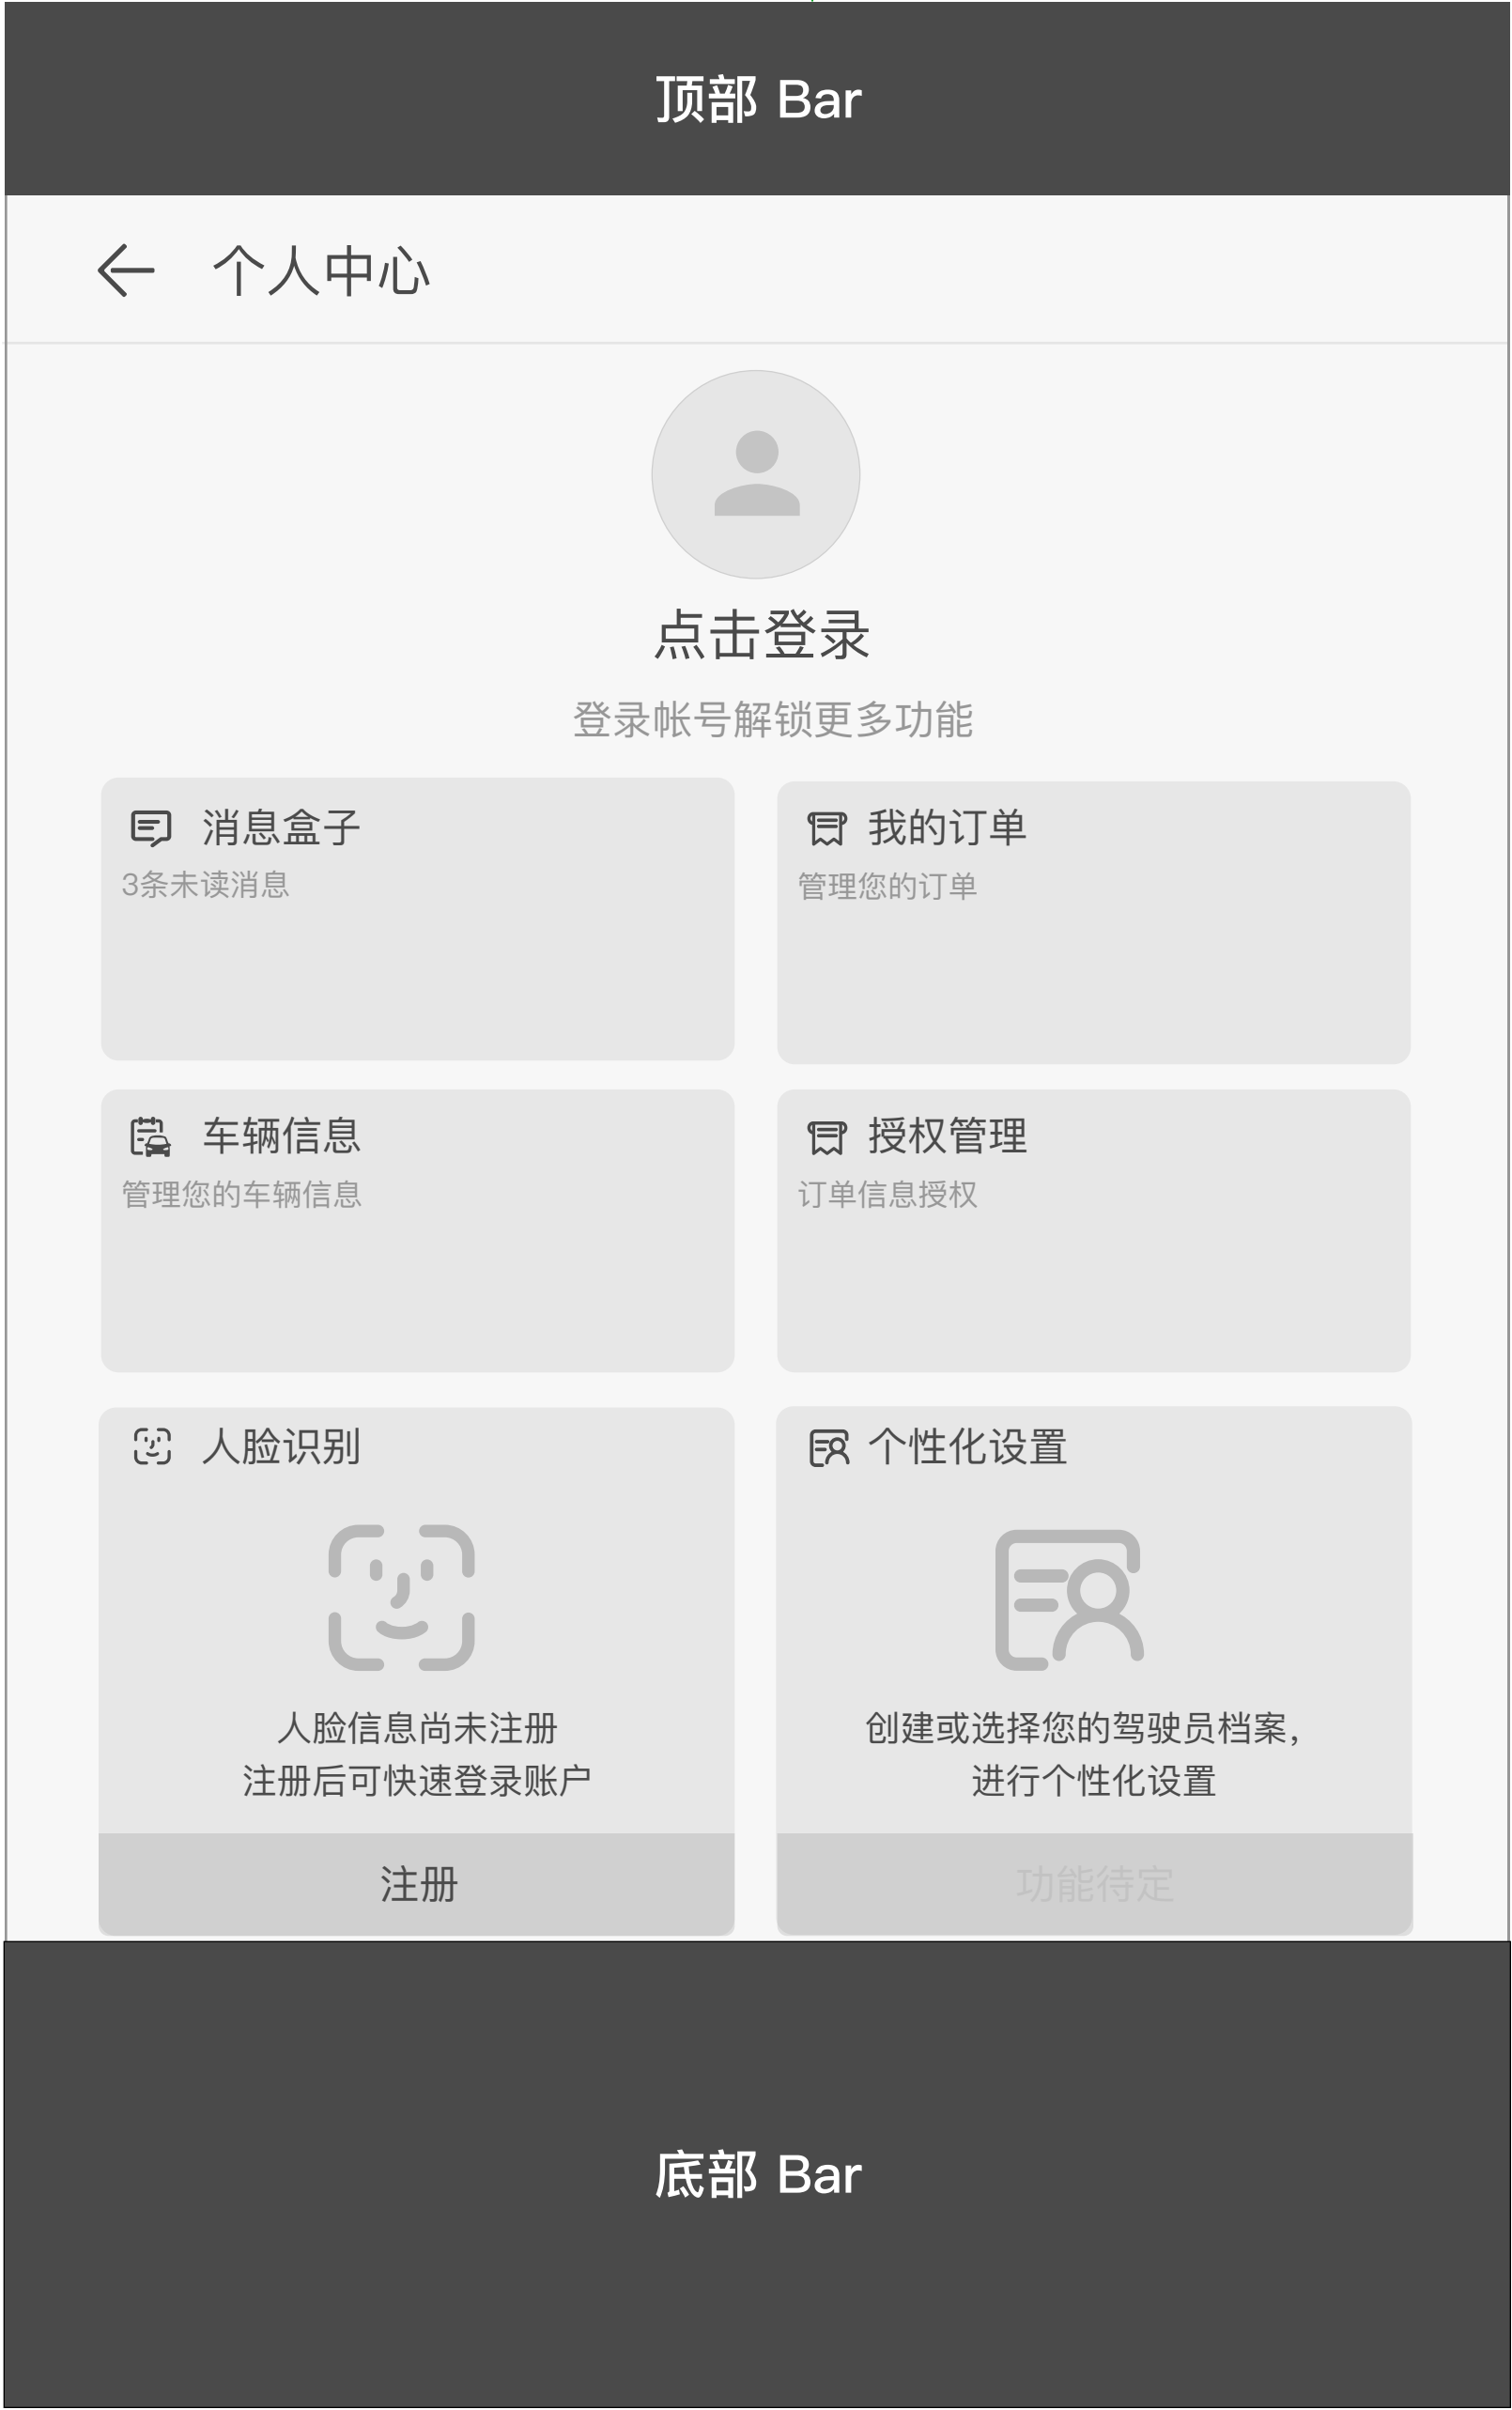 顶部 Bar
个人中心
点击登录
登录帐号解锁更多功能
消息盒子
3条未读消息
我的订单
管理您的订单
车辆信息
管理您的车辆信息
授权管理
订单信息授权
人脸识别
人脸信息尚未注册
注册后可快速登录账户
注册
个性化设置
创建或选择您的驾驶员档案，
进行个性化设置
功能待定
底部 Bar